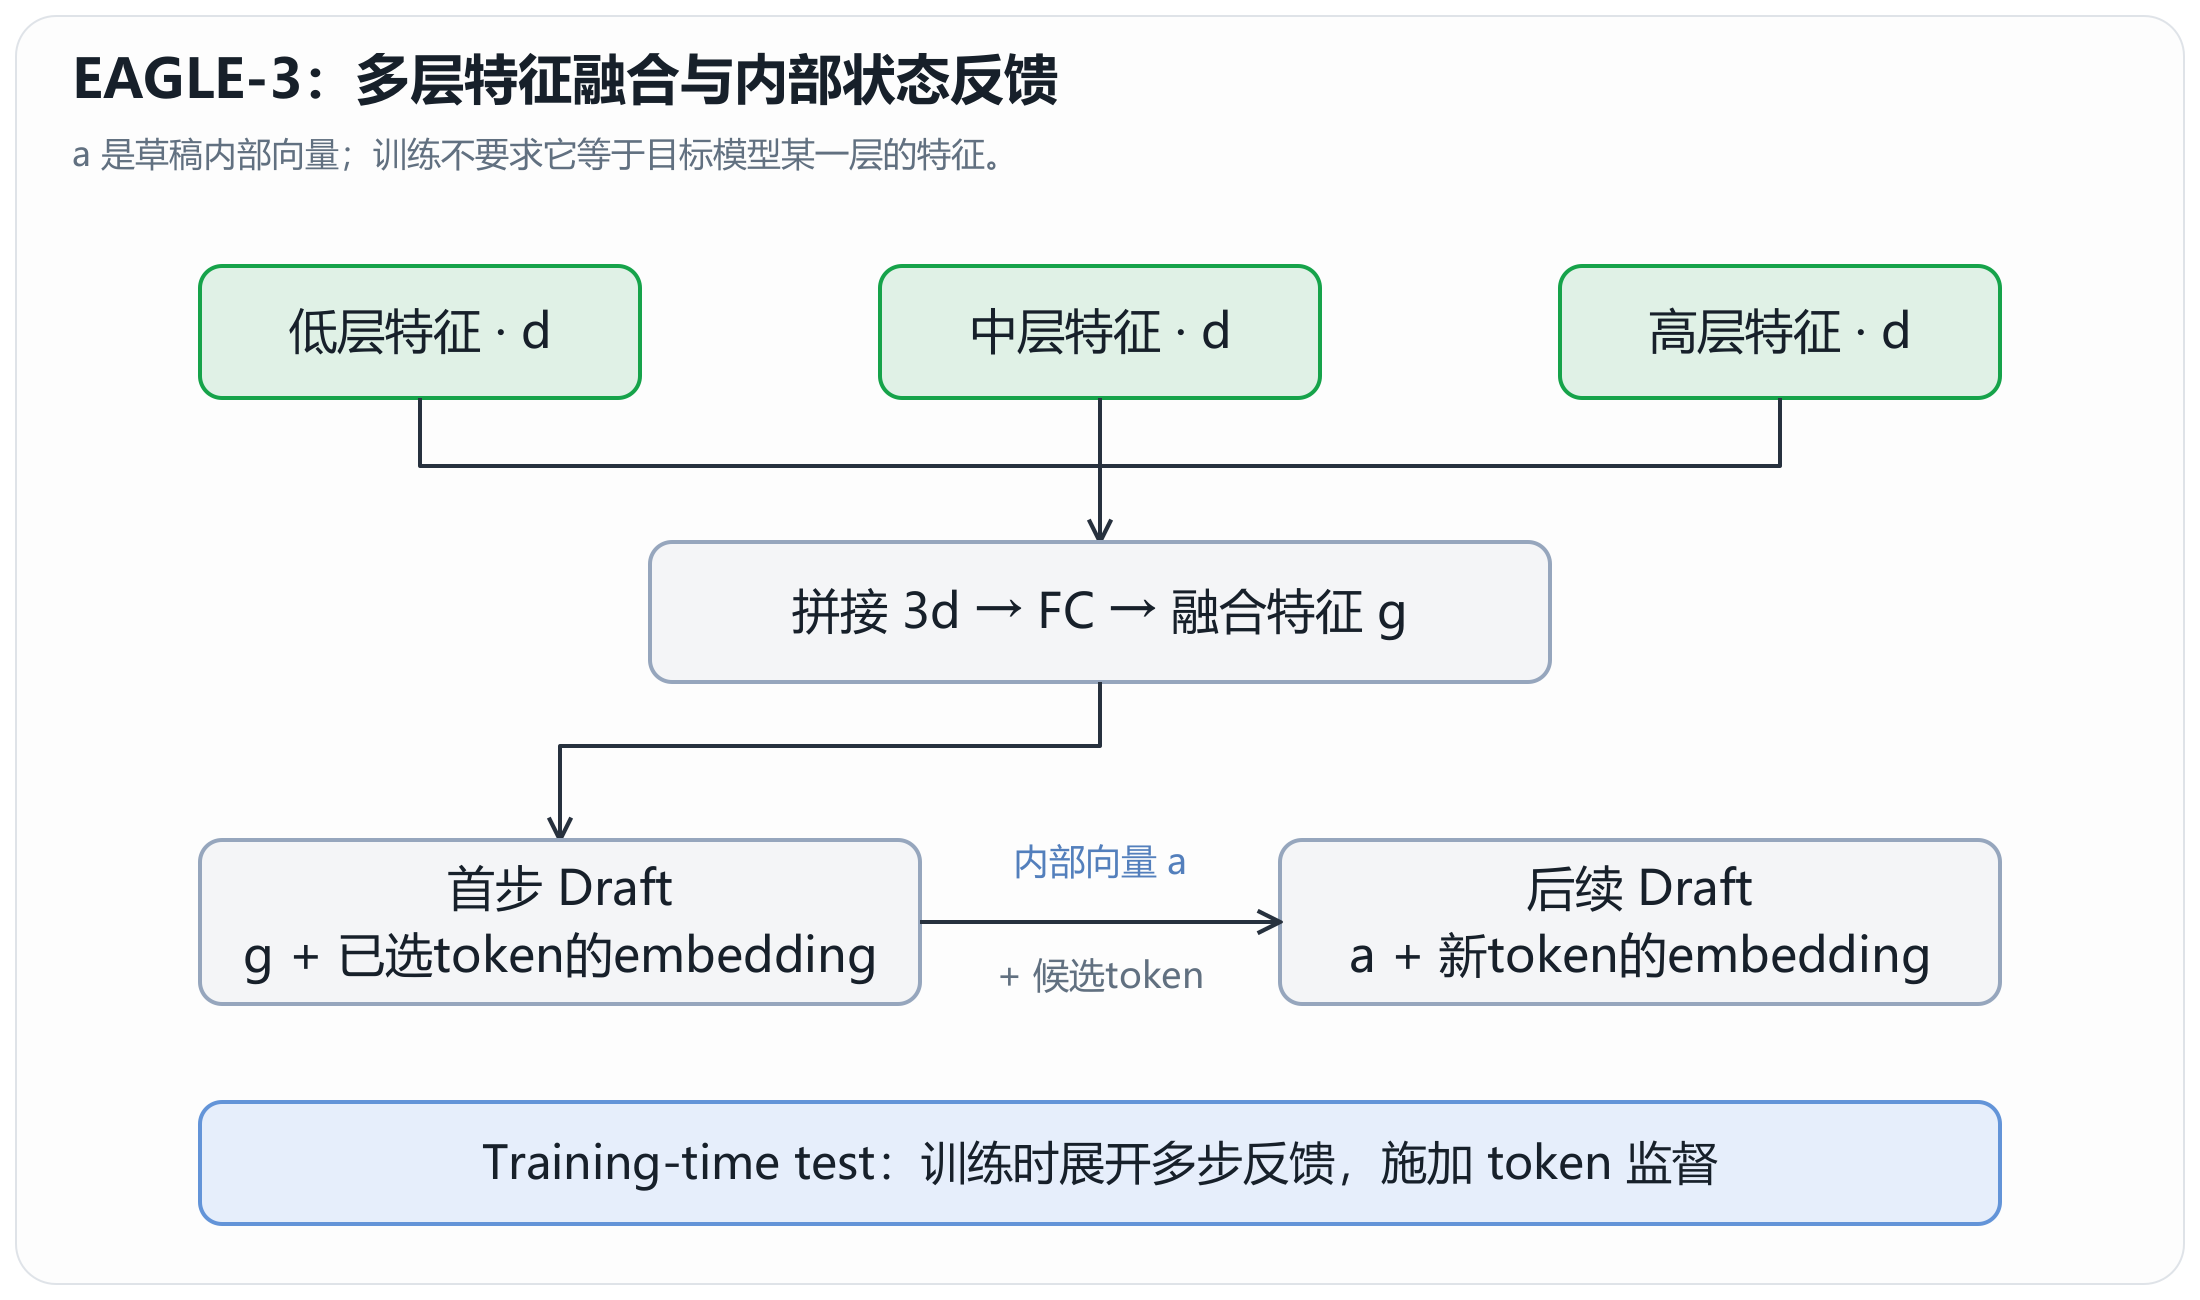 EAGLE-3：多层特征融合与内部状态反馈
a 是草稿内部向量；训练不要求它等于目标模型某一层的特征。
低层特征 · d
中层特征 · d
高层特征 · d
拼接 3d → FC → 融合特征 g
首步 Draft
g + 已选token的embedding
内部向量 a
+ 候选token
后续 Draft
a + 新token的embedding
Training-time test：训练时展开多步反馈，施加 token 监督